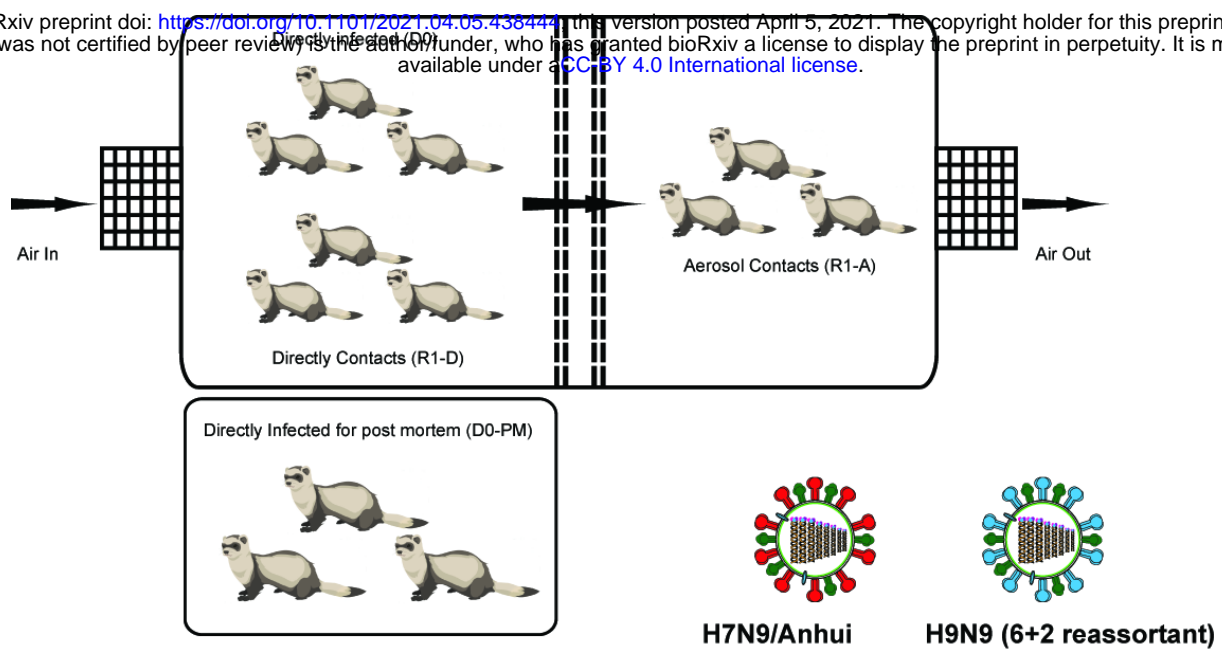 Rxiv preprint doi: https://doi.org/10.1101/2021.04.05.438444; this version posted April 5, 2021. The copyright holder for this preprin
was not certified by peer review) is the author/funder, who has granted bioRxiv a license to display the preprint in perpetuity. It is m
available under aCC-BY 4.0 International license.
Directly infected (D0)
Air In
Aerosol Contacts (R1-A)
Air Out
Directly Contacts (R1-D)
Directly Infected for post mortem (D0-PM)
H7N9/Anhui
H9N9 (6+2 reassortant)